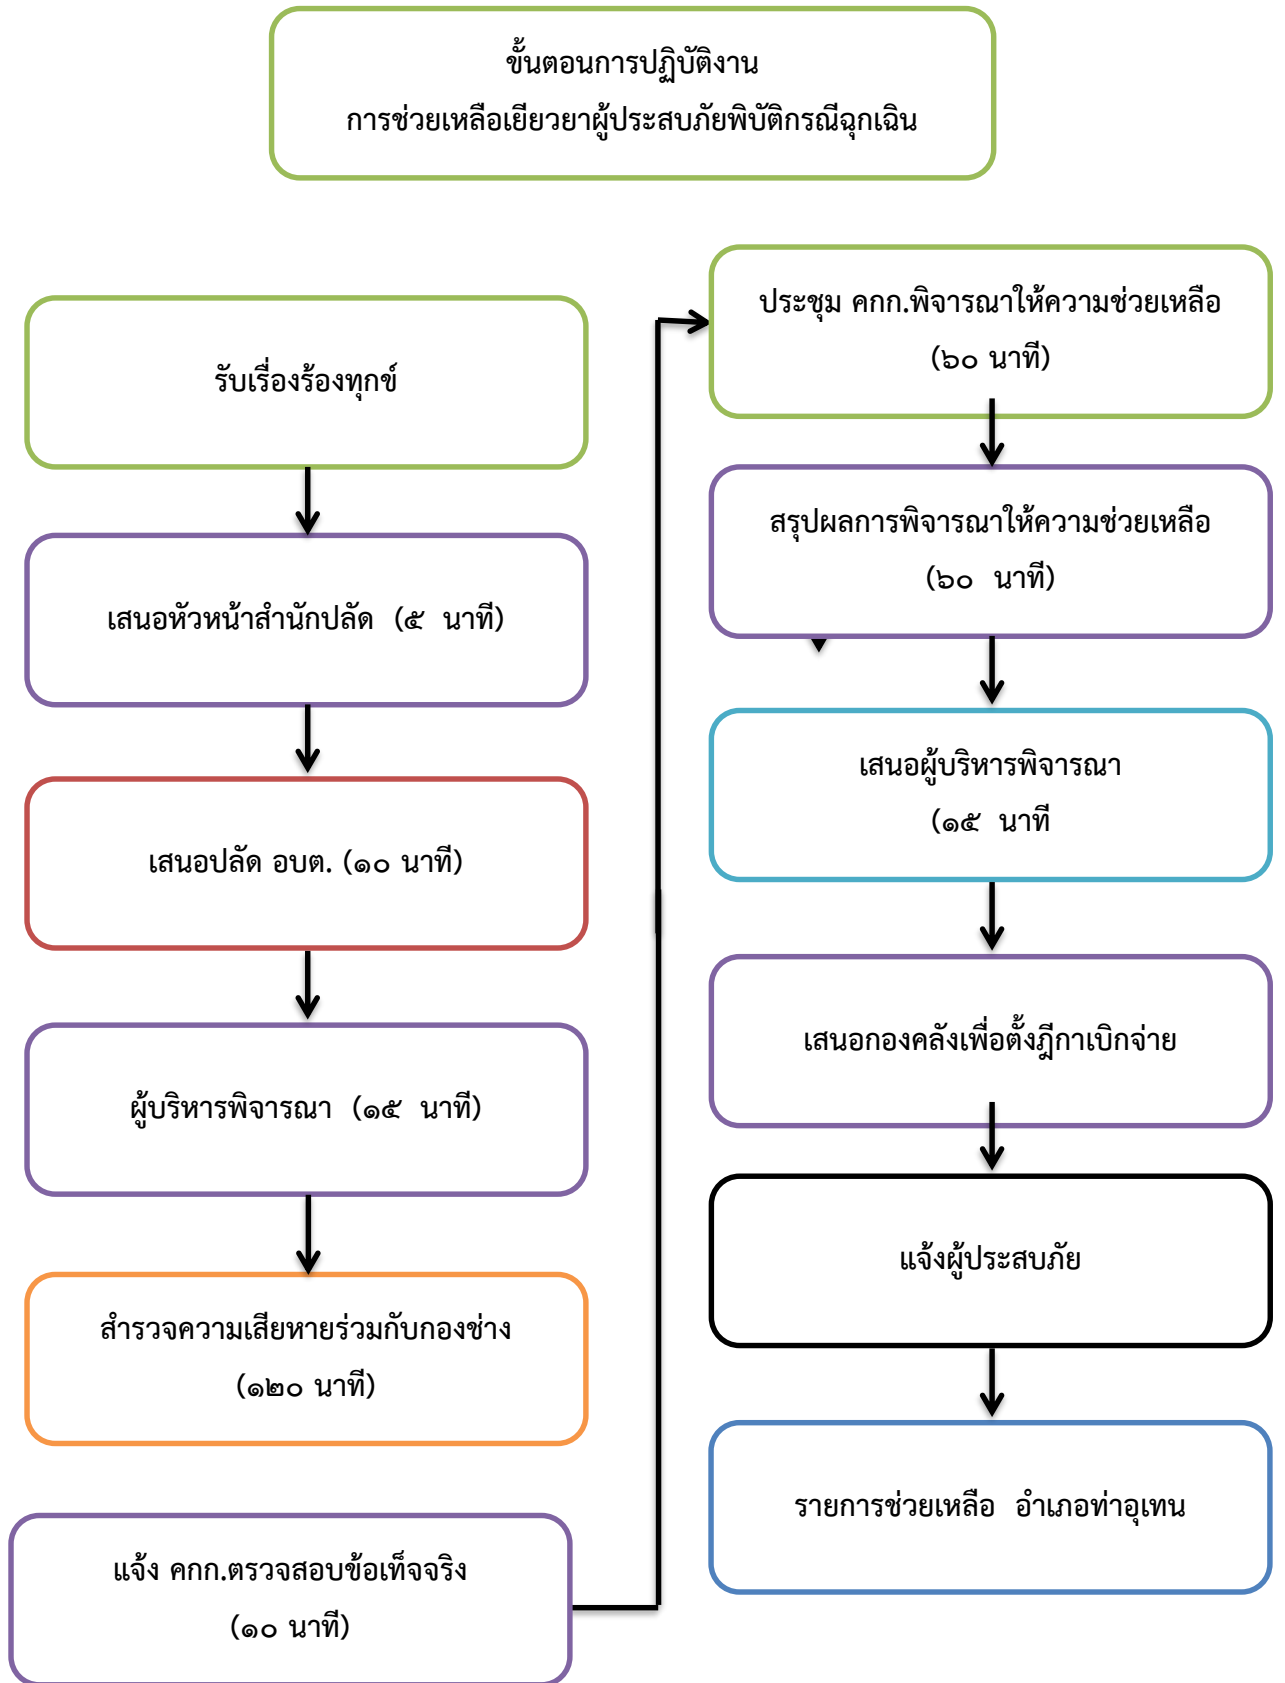 ขั้นตอนการปฏิบัติงาน
การช่วยเหลือเยียวยาผู้ประสบภัยพิบัติกรณีฉุกเฉิน
รับเรื่องร้องทุกข์
เสนอหัวหน้าสำนักปลัด (๕ นาที)
เสนอปลัด อบต. (๑๐ นาที)
ผู้บริหารพิจารณา (๑๕ นาที)
สำรวจความเสียหายร่วมกับกองช่าง
(๑๒๐ นาที)
แจ้ง คกก.ตรวจสอบข้อเท็จจริง
(๑๐ นาที)
ประชุม คกก.พิจารณาให้ความช่วยเหลือ
(๖๐ นาที)
สรุปผลการพิจารณาให้ความช่วยเหลือ
(๖๐ นาที)
เสนอผู้บริหารพิจารณา
(๑๕ นาที
เสนอกองคลังเพื่อตั้งฎีกาเบิกจ่าย
แจ้งผู้ประสบภัย
รายการช่วยเหลือ อำเภอท่าอุเทน